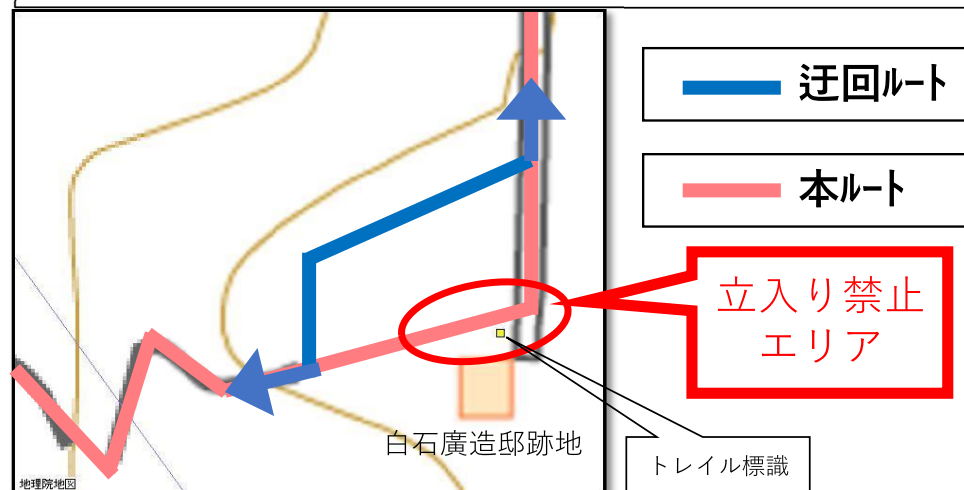 迂回ルート
本ルート
立入り禁止
エリア
白石廣造邸跡地
トレイル標識
地理院地図